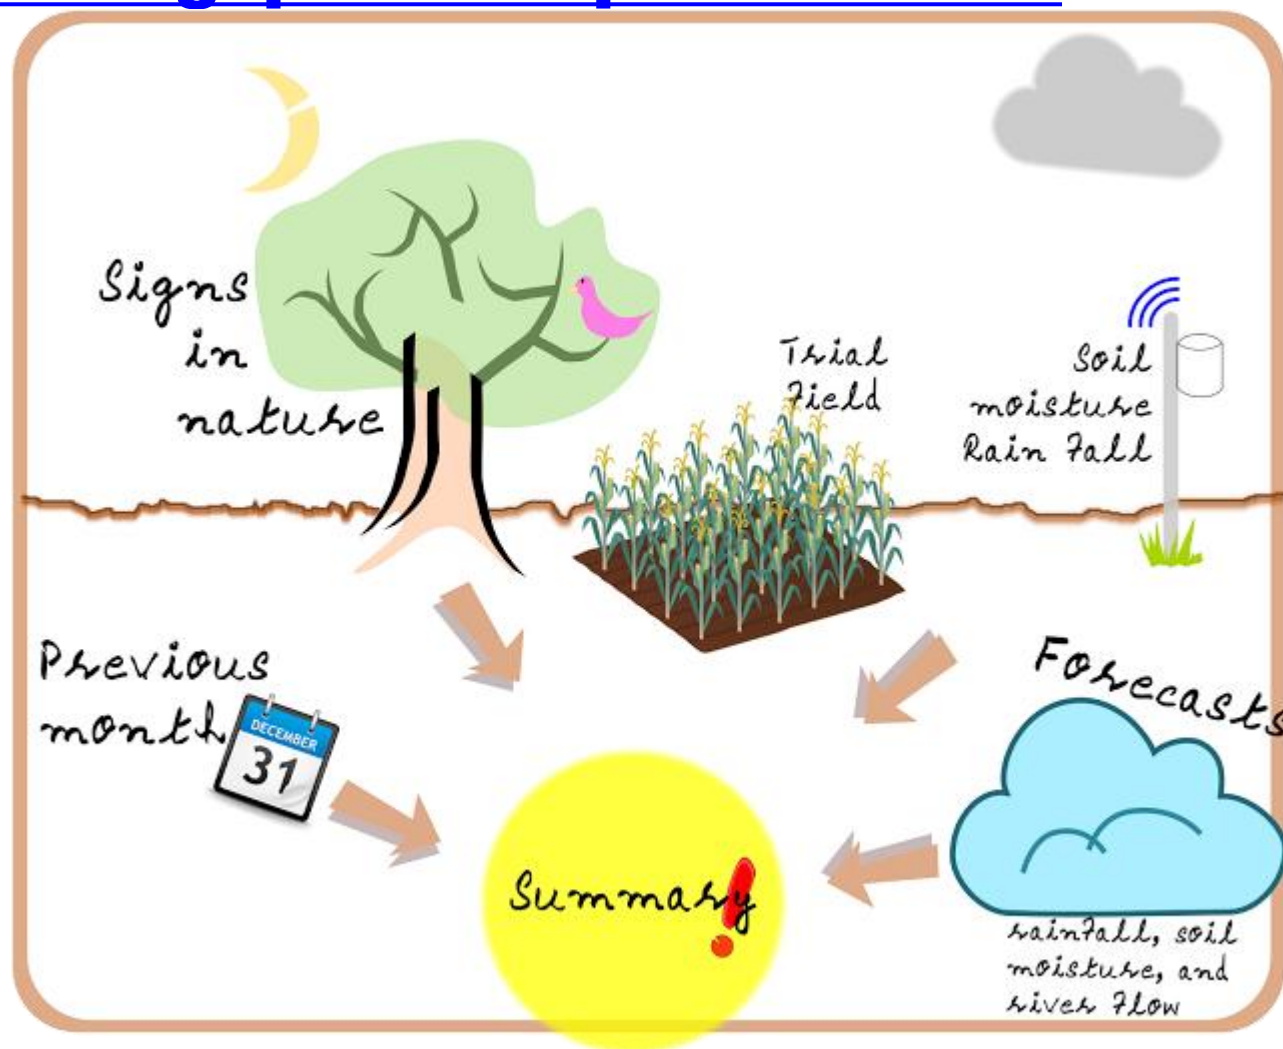 Signs
in
nature
Trial
Field
Soil
moisture
Rain Fall
Previous
month
DECEMBER
31
Forecasts
Summary
rainfall, soil
moisture, and
river flow